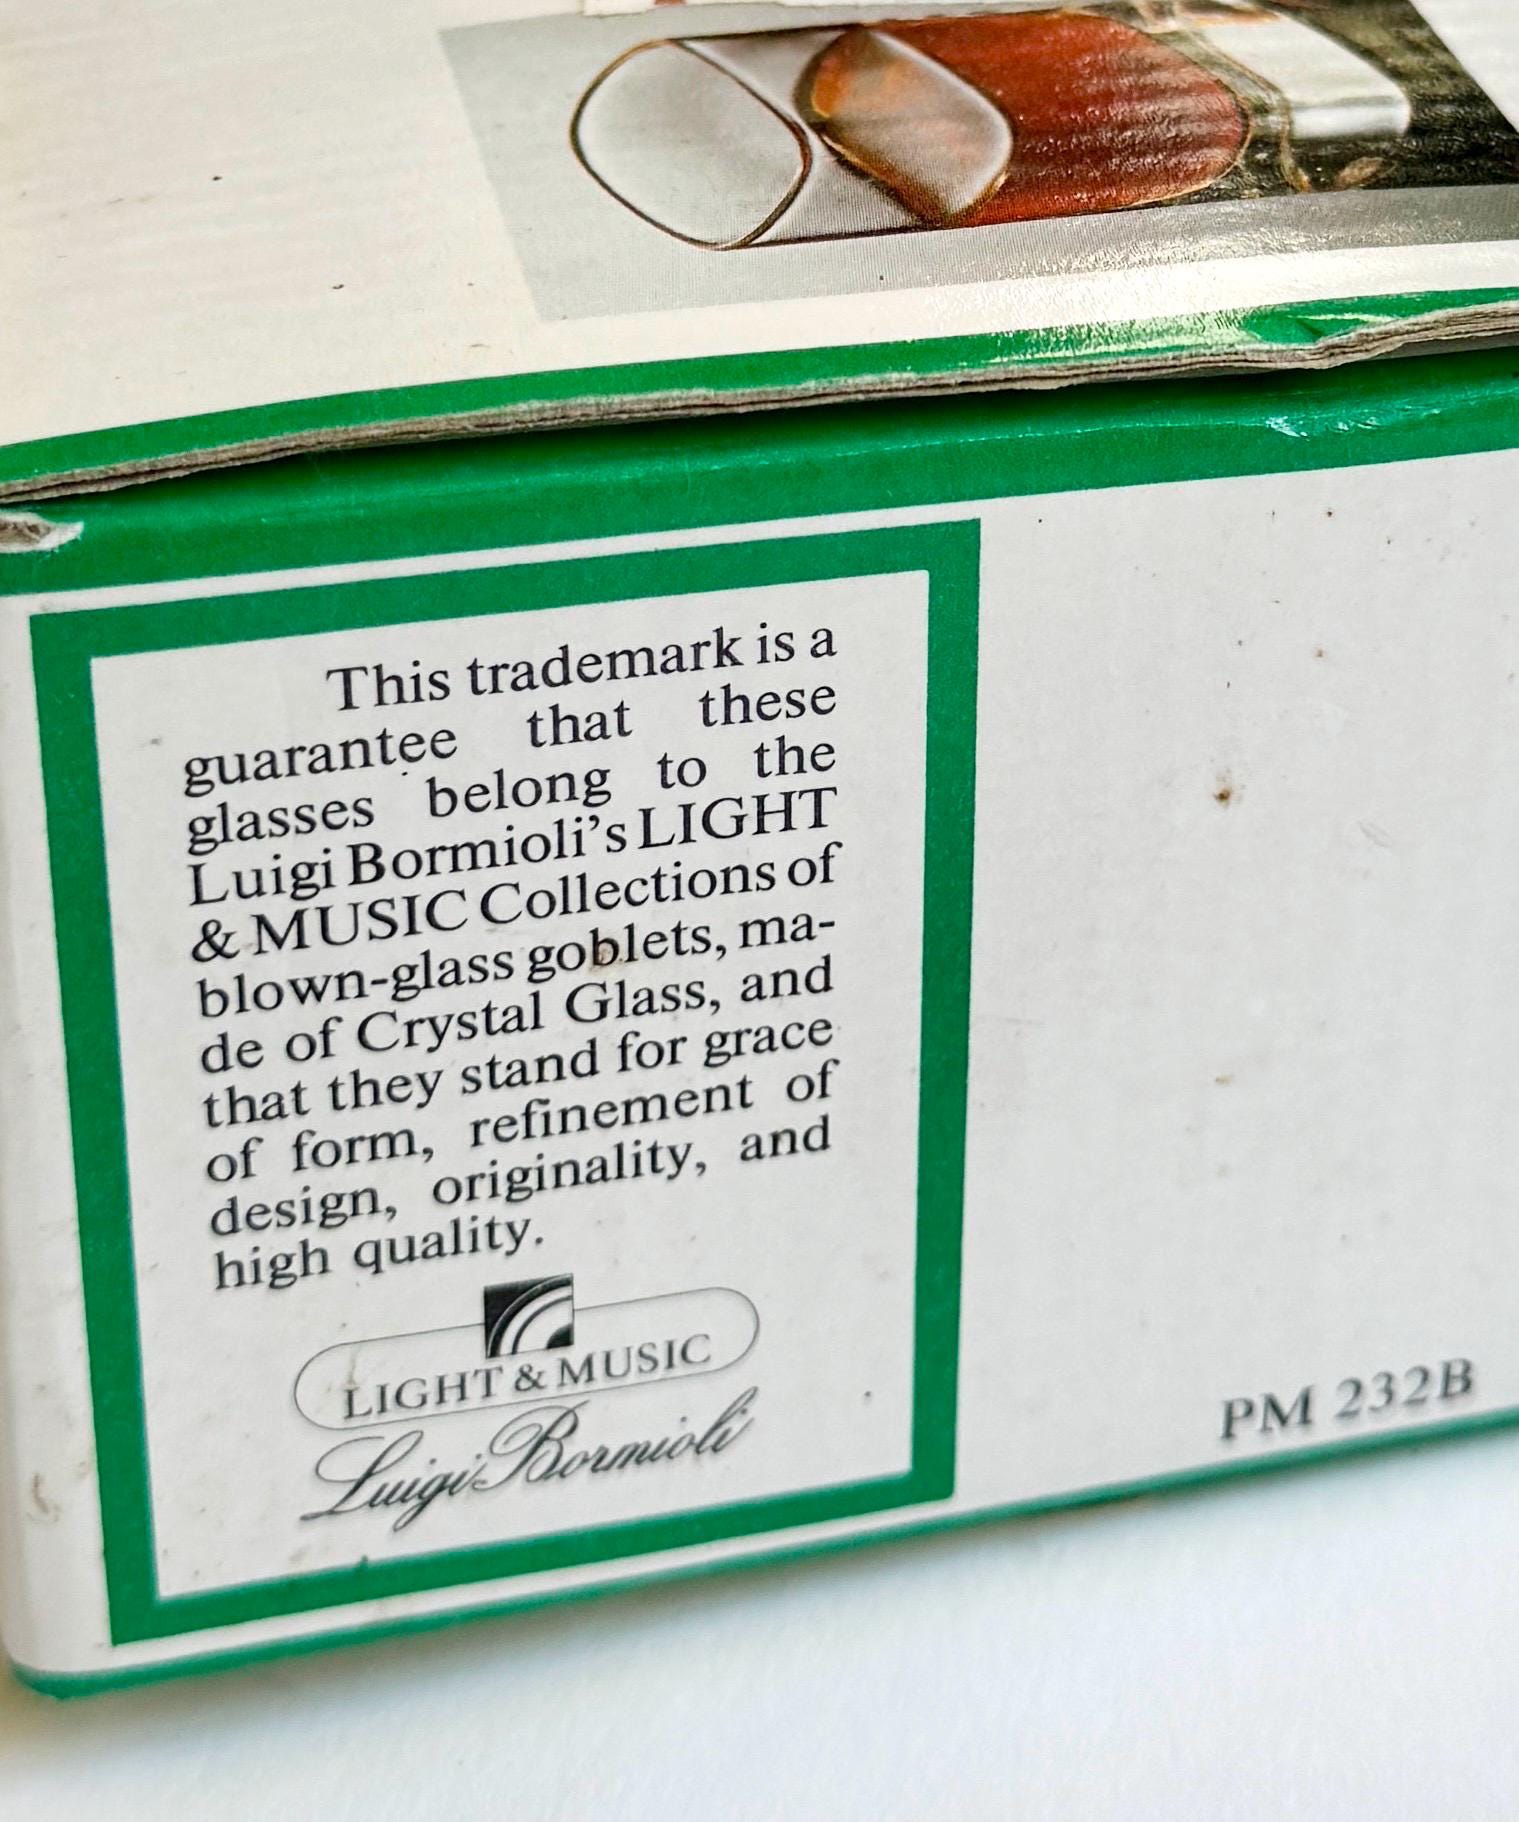 This trademark is a
guarantee that these
glasses belong to the
Luigi Bormioli's LIGHT
& MUSIC Collections of
blown-glass goblets, ma-
de of Crystal Glass, and
that they stand for grace
of form, refinement of
design, originality, and
high quality.
LIGHT & MUSIC
Luigi Bormioli
PM 232B